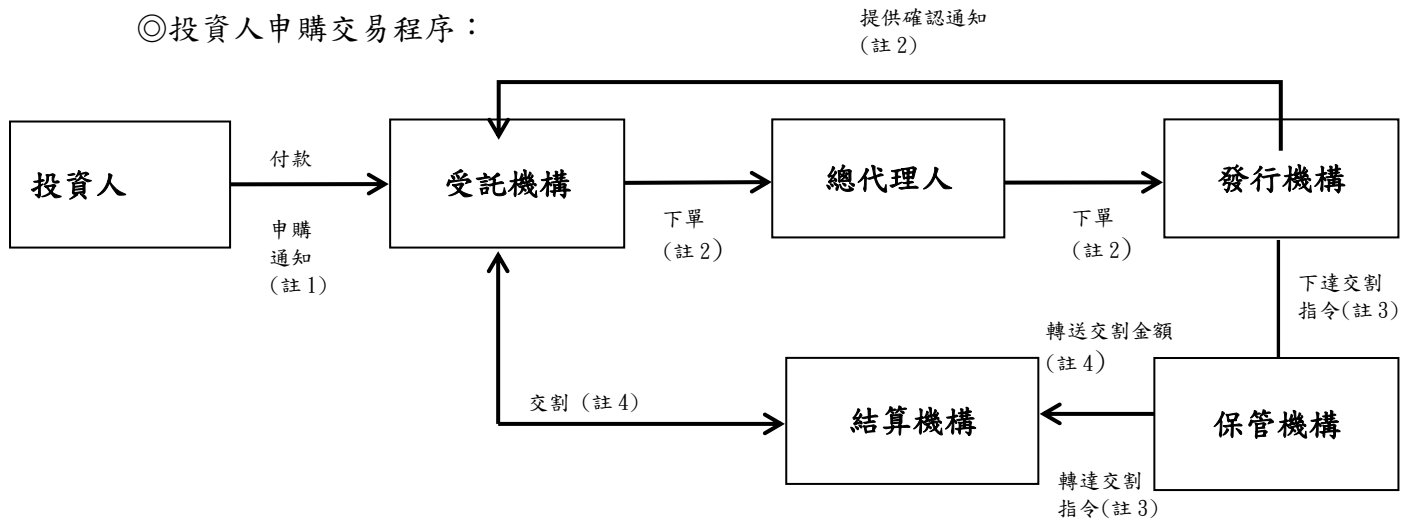 ◎投資人申購交易程序：
提供確認通知
(註 2)
投資人
付款
申購
通知
(註 1)
受託機構
下單
(註 2)
總代理人
下單
(註 2)
發行機構
下達交割
指令(註 3)
轉送交割金額
(註 4)
交割 (註 4)
結算機構
保管機構
轉達交割
指令(註 3)